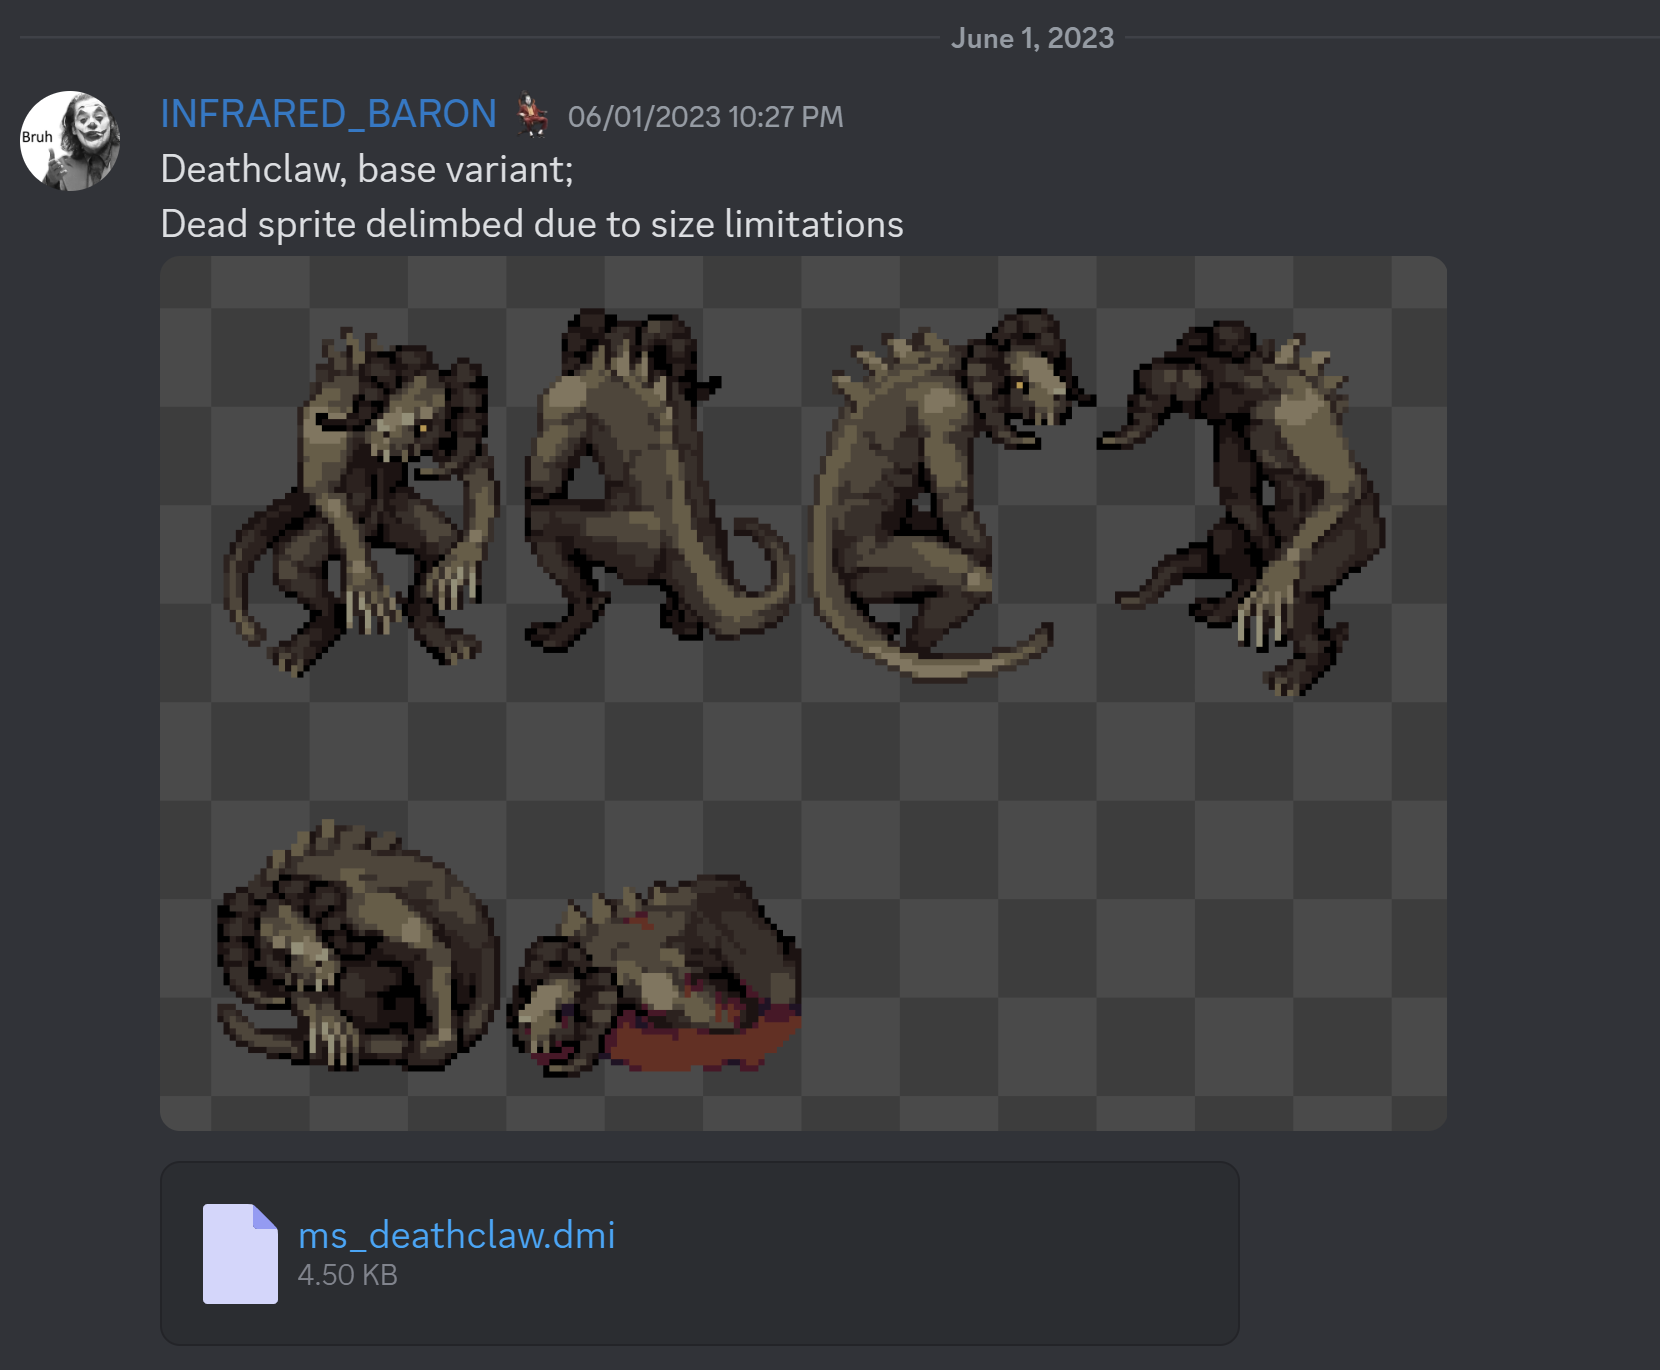 June 1, 2023
Bruh
INFRARED_BARON 06/01/2023 10:27 PM
Deathclaw, base variant;
Dead sprite delimbed due to size limitations
ms_deathclaw.dmi
4.50 KB